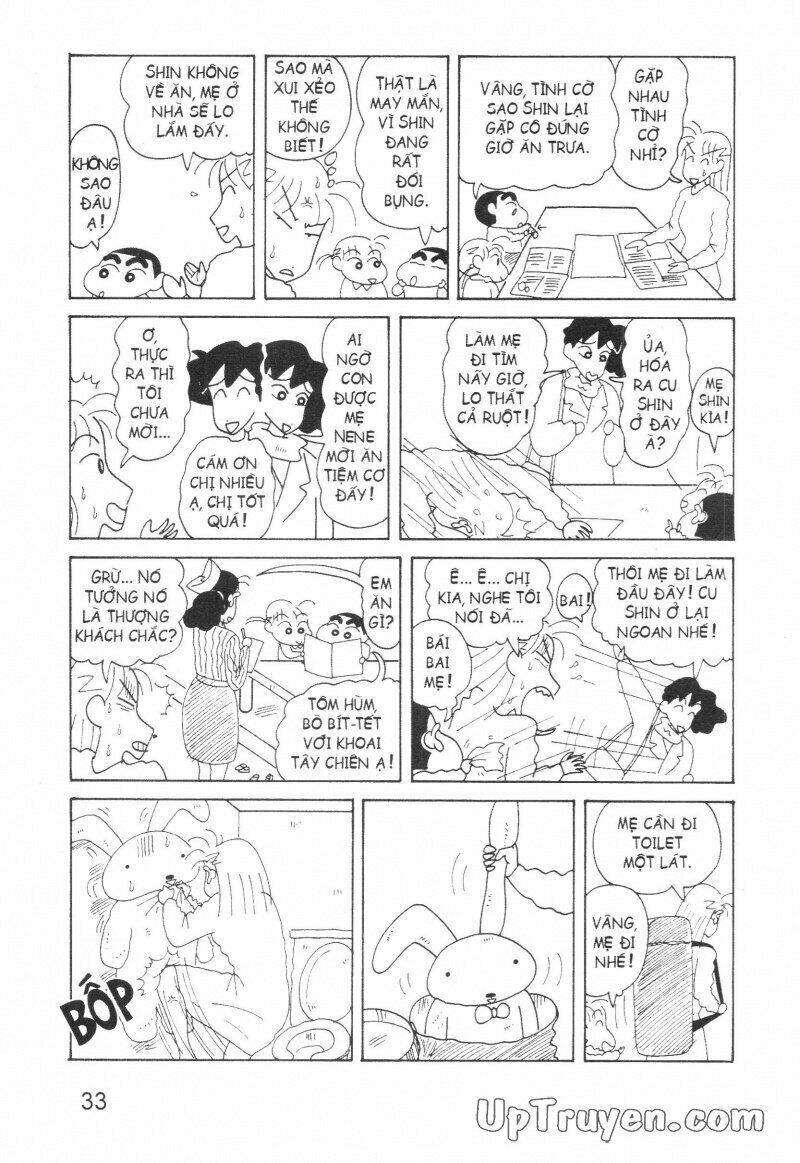 GẶP
NHAU
TÌNH
CỜ
NHỈ?
VÂNG, TÌNH CỜ
SAO SHIN LẠI
GẶP CÔ ĐÚNG
GIỜ ĂN TRƯA.
THẬT LÀ
MAY MẮN,
VÌ SHIN
ĐANG
RẤT
ĐÓI
BỤNG.
SAO MÀ
XUI XẺO
THẾ
KHÔNG
BIẾT!
SHIN KHÔNG
VỀ ĂN, MẸ Ở
NHÀ SẼ LO
LẮM ĐẤY.
KHÔNG
SAO
ĐÂU
Ạ!
MẸ
SHIN
KÌA!
ỦA,
HÓA
RA CU
SHIN
Ở ĐÂY
À?
LÀM MẸ
ĐI TÌM
NÃY GIỜ,
LO THẮT
CẢ RUỘT!
AI
NGỜ
CON
ĐƯỢC
MẸ
NENE
MỜI ĂN
TIỆM CƠ
ĐẤY!
CÁM ƠN
CHỊ NHIỀU
Ạ, CHỊ TỐT
QUÁ!
Ơ,
THỰC
RA THÌ
TÔI
CHƯA
MỜI...
THÔI MẸ ĐI LÀM
ĐẦU ĐÂY! CU
SHIN Ở LẠI
NGOAN NHÉ!
BAI!
Ê... Ê... CHỊ
KIA, NGHE TÔI
NÓI ĐÃ...
BÁI
BAI
MẸ!
EM
ĂN
GÌ?
TÔM HÙM,
BÒ BÍT-TẾT
VỚI KHOAI
TÂY CHIÊN Ạ!
GRỪ... NÓ
TƯỞNG NÓ
LÀ THƯỢNG
KHÁCH CHẮC?
MẸ CẦN ĐI
TOILET
MỘT LÁT.
VÂNG,
MẸ ĐI
NHÉ!
BỐP
33
UpTruyen.com